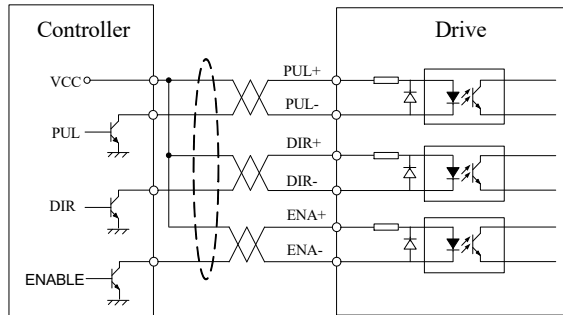 Controller
Drive
VCC
PUL+
PUL-
PUL
DIR+
DIR-
DIR
ENA+
ENA-
ENABLE